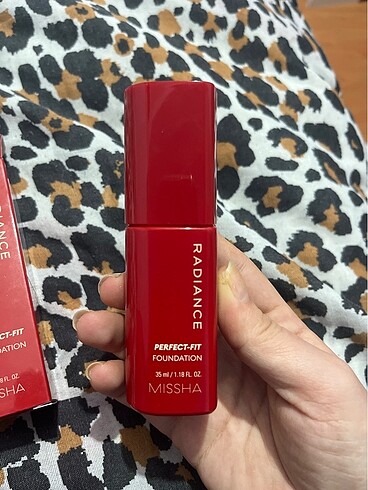 RADIANCE
PERFECT-FIT
FOUNDATION
35 ml / 1.18 FL. OZ.
MISSHA